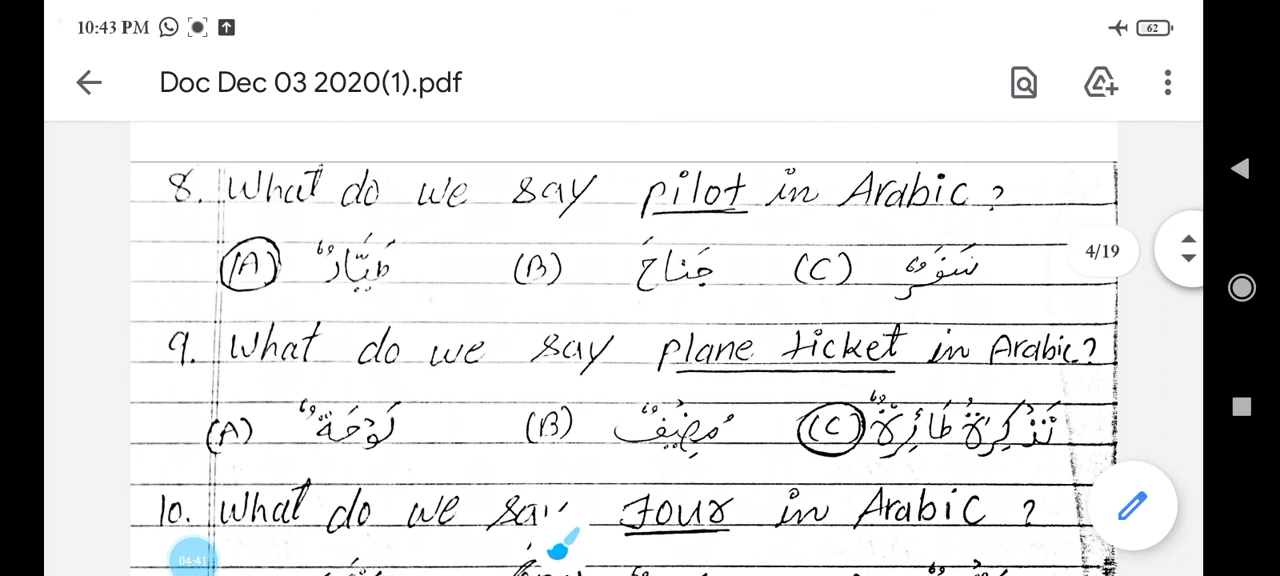 10:43 PM 62
Doc Dec 03 2020(1).pdf
8. What do we say pilot in Arabic?
(A) طَيَّارٌ (B) جَنَاحَ (C)
4/19
9. What do we say plane ticket in Arabic?
(A) لَوْحَةٌ (B) مُضِيْفٌ (C) تَذْكِرَةُ طَائِرَةٌ
10. What do we say Four in Arabic ?
04:41